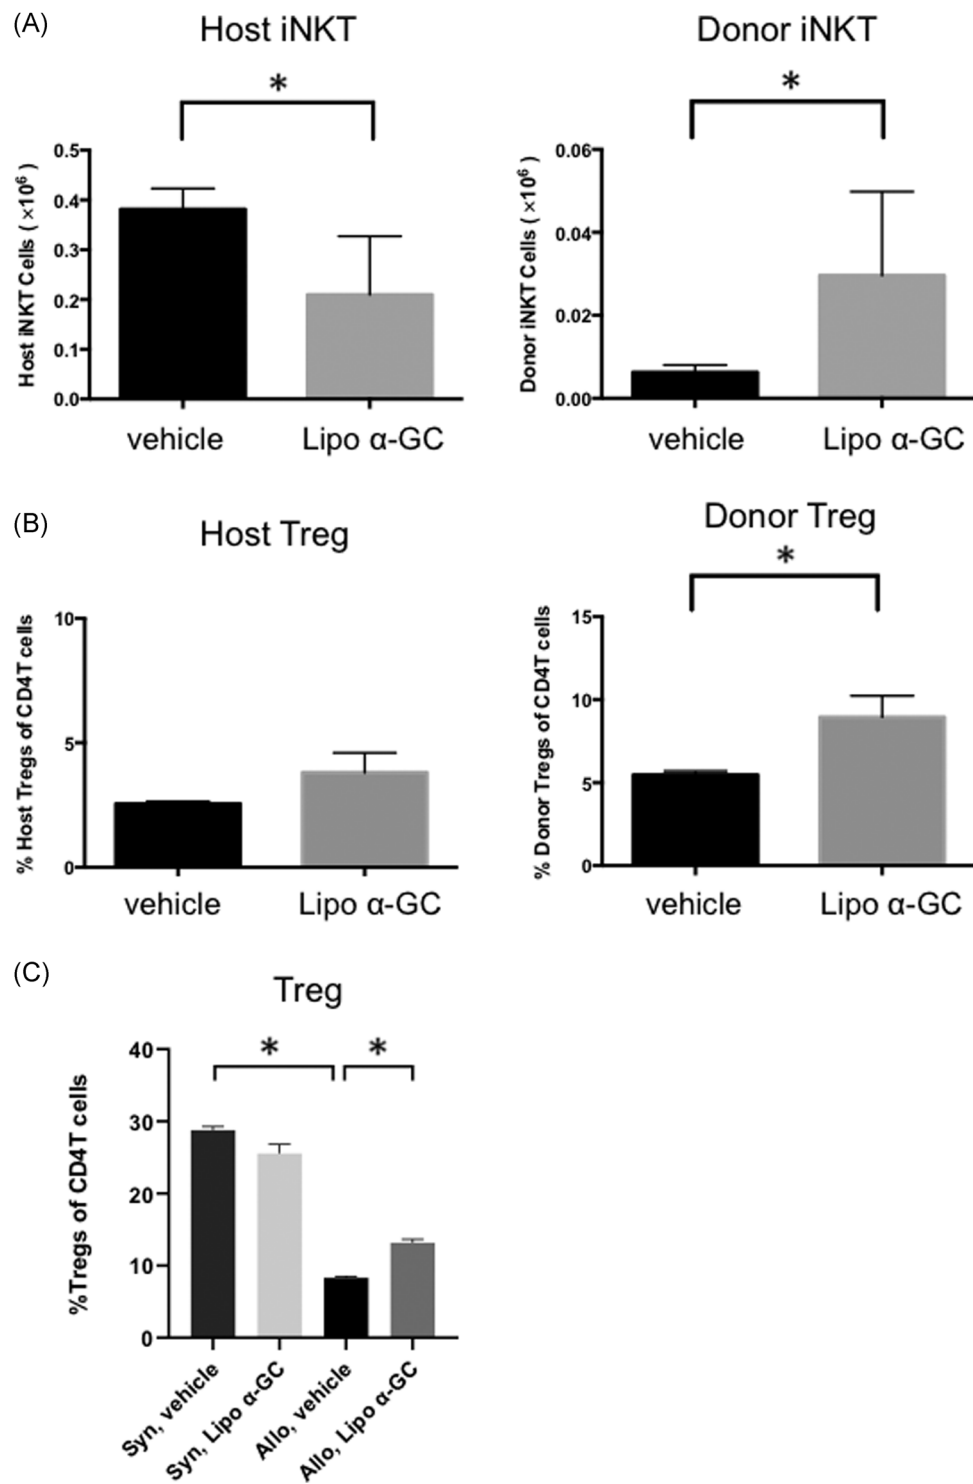 (A)
Host iNKT
Donor iNKT
*
*
Host iNKT Cells ( ×10⁶ )
0.5
0.4
0.3
0.2
0.1
0.0
vehicle
Lipo α-GC
Donor iNKT Cells ( ×10⁶ )
0.06
0.04
0.02
0.00
vehicle
Lipo α-GC
(B)
Host Treg
Donor Treg
*
% Host Tregs of CD4T cells
10
5
0
vehicle
Lipo α-GC
% Donor Tregs of CD4T cells
15
10
5
0
vehicle
Lipo α-GC
(C)
Treg
*
*
%Tregs of CD4T cells
40
30
20
10
0
Syn, vehicle
Syn, Lipo α-GC
Allo, vehicle
Allo, Lipo α-GC